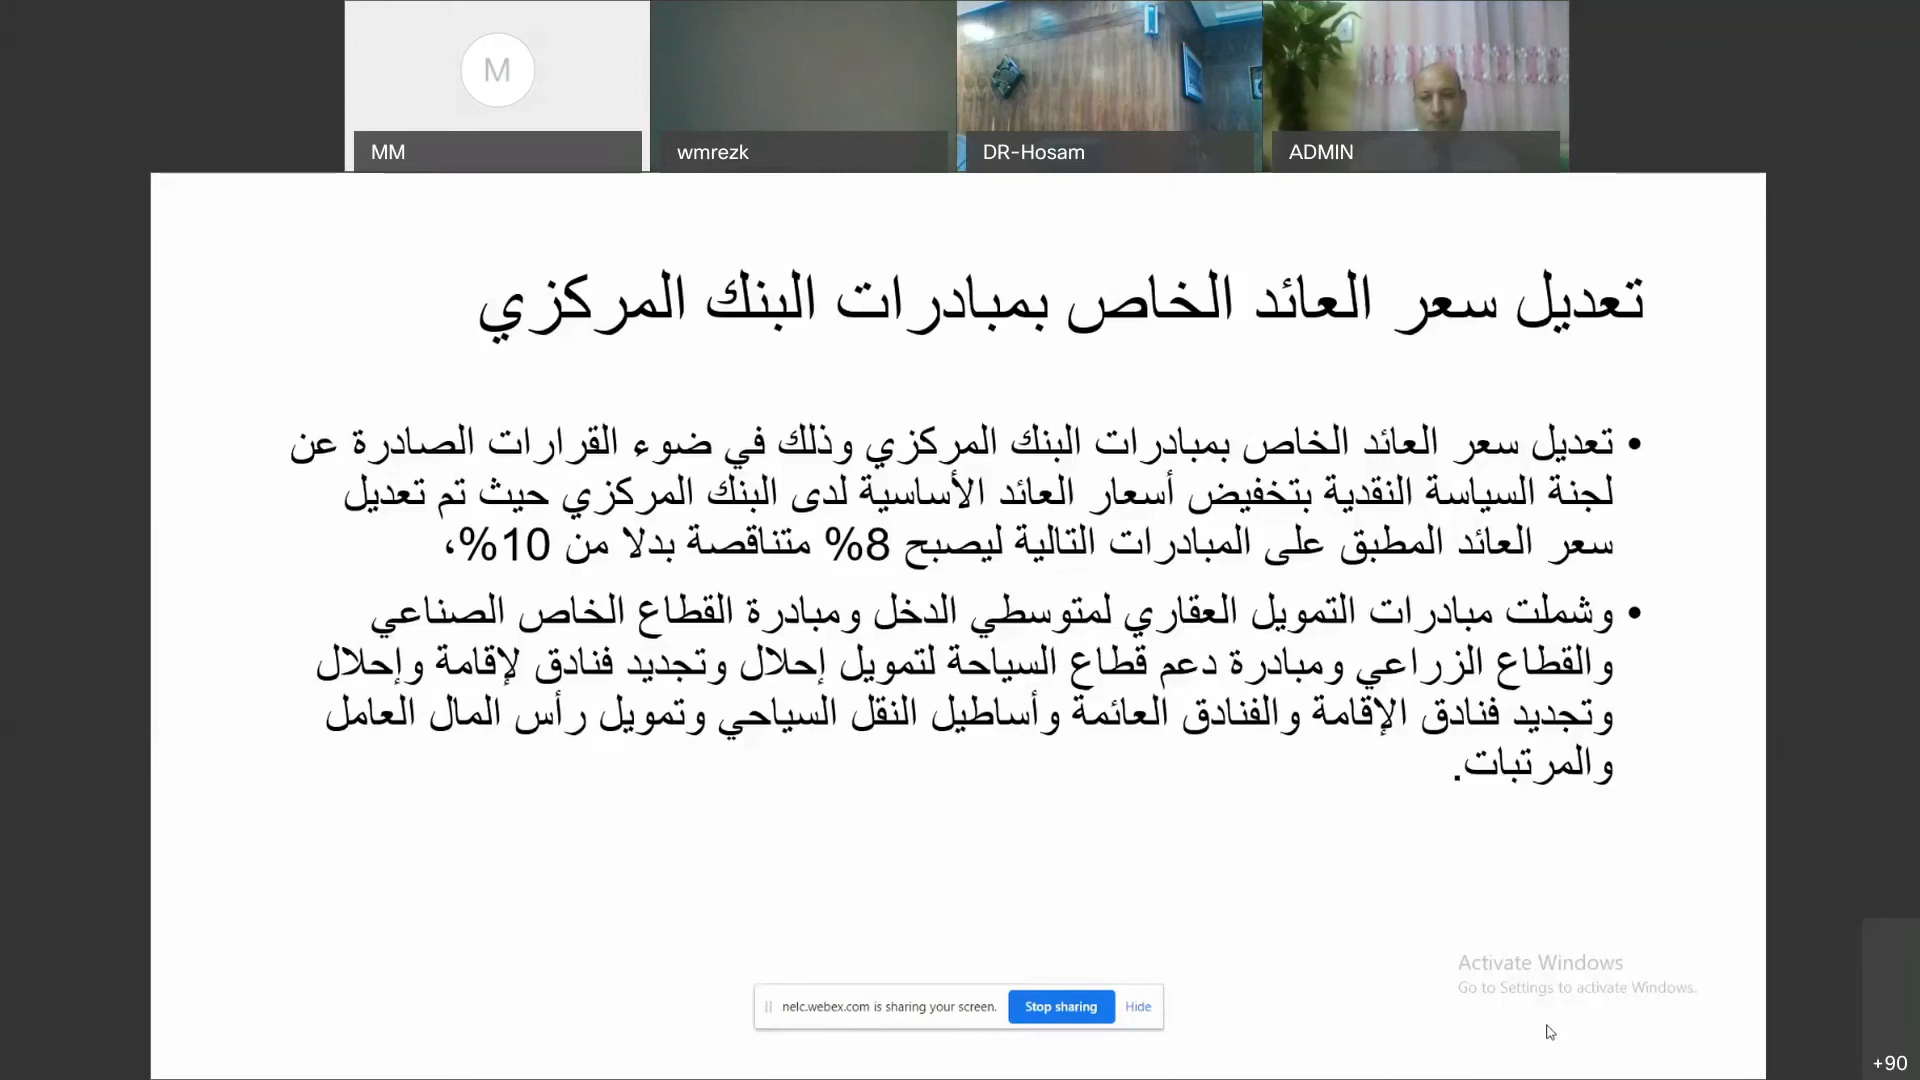 M
MM
wmrezk
DR-Hosam
ADMIN
تعديل سعر العائد الخاص بمبادرات البنك المركزي
• تعديل سعر العائد الخاص بمبادرات البنك المركزي وذلك في ضوء القرارات الصادرة عن
لجنة السياسة النقدية بتخفيض أسعار العائد الأساسية لدى البنك المركزي حيث تم تعديل
سعر العائد المطبق على المبادرات التالية ليصبح 8% متناقصة بدلا من 10%،
• وشملت مبادرات التمويل العقاري لمتوسطي الدخل ومبادرة القطاع الخاص الصناعي
والقطاع الزراعي ومبادرة دعم قطاع السياحة لتمويل إحلال وتجديد فنادق لإقامة وإحلال
وتجديد فنادق الإقامة والفنادق العائمة وأساطيل النقل السياحي وتمويل رأس المال العامل
والمرتبات.
Activate Windows
Go to Settings to activate Windows.
nelc.webex.com is sharing your screen. Stop sharing Hide
+90